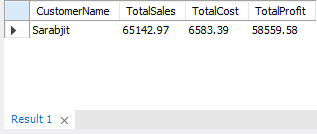 CustomerName TotalSales TotalCost TotalProfit
Sarabjit 65142.97 6583.39 58559.58
Result 1